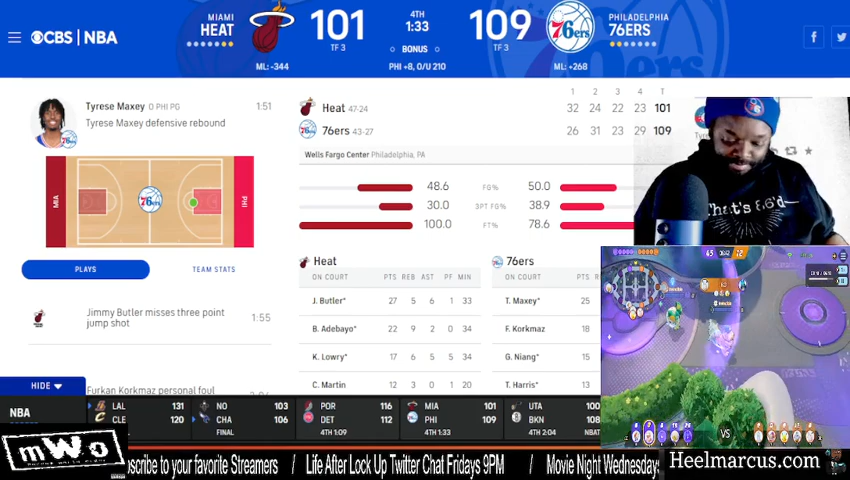 MIAMI
HEAT
101
TF 3
4TH
1:33
BONUS
109
TF 3
PHILADELPHIA
76ERS
CBS | NBA
ML: -344
PHI +8, O/U 210
ML: +268
Tyrese Maxey G PHI PG
1:51
Tyrese Maxey defensive rebound
MIA
76ers
PHI
PLAYS
TEAM STATS
Jimmy Butler misses three point
jump shot
1:55
Furkan Korkmaz personal foul
1 2 3 4 T
Heat 47-24
32 24 22 23 101
76ers 43-27
26 31 23 29 109
Wells Fargo Center Philadelphia, PA
48.6 FG% 50.0
30.0 3PT FG% 38.9
100.0 FT% 78.6
Heat
ON COURT PTS REB AST PF MIN
J. Butler* 27 5 6 1 33
B. Adebayo* 22 9 2 0 34
K. Lowry* 17 6 5 5 34
C. Martin 12 3 0 1 20
76ers
ON COURT PTS
T. Maxey* 25
F. Korkmaz 18
G. Niang* 15
T. Harris* 13
That's 8.6'd
VS
HIDE
NBA
LAL 131
CLE 120
NO 103
CHA 106
FINAL
POR 116
DET 112
4TH 1:09
MIA 101
PHI 109
4TH 1:33
UTA 100
BKN 108
4TH 2:04
NBAT
mWo
bscribe to your favorite Streamers / Life After Lock Up Twitter Chat Fridays 9PM / Movie Night Wednesdays
Heelmarcus.com